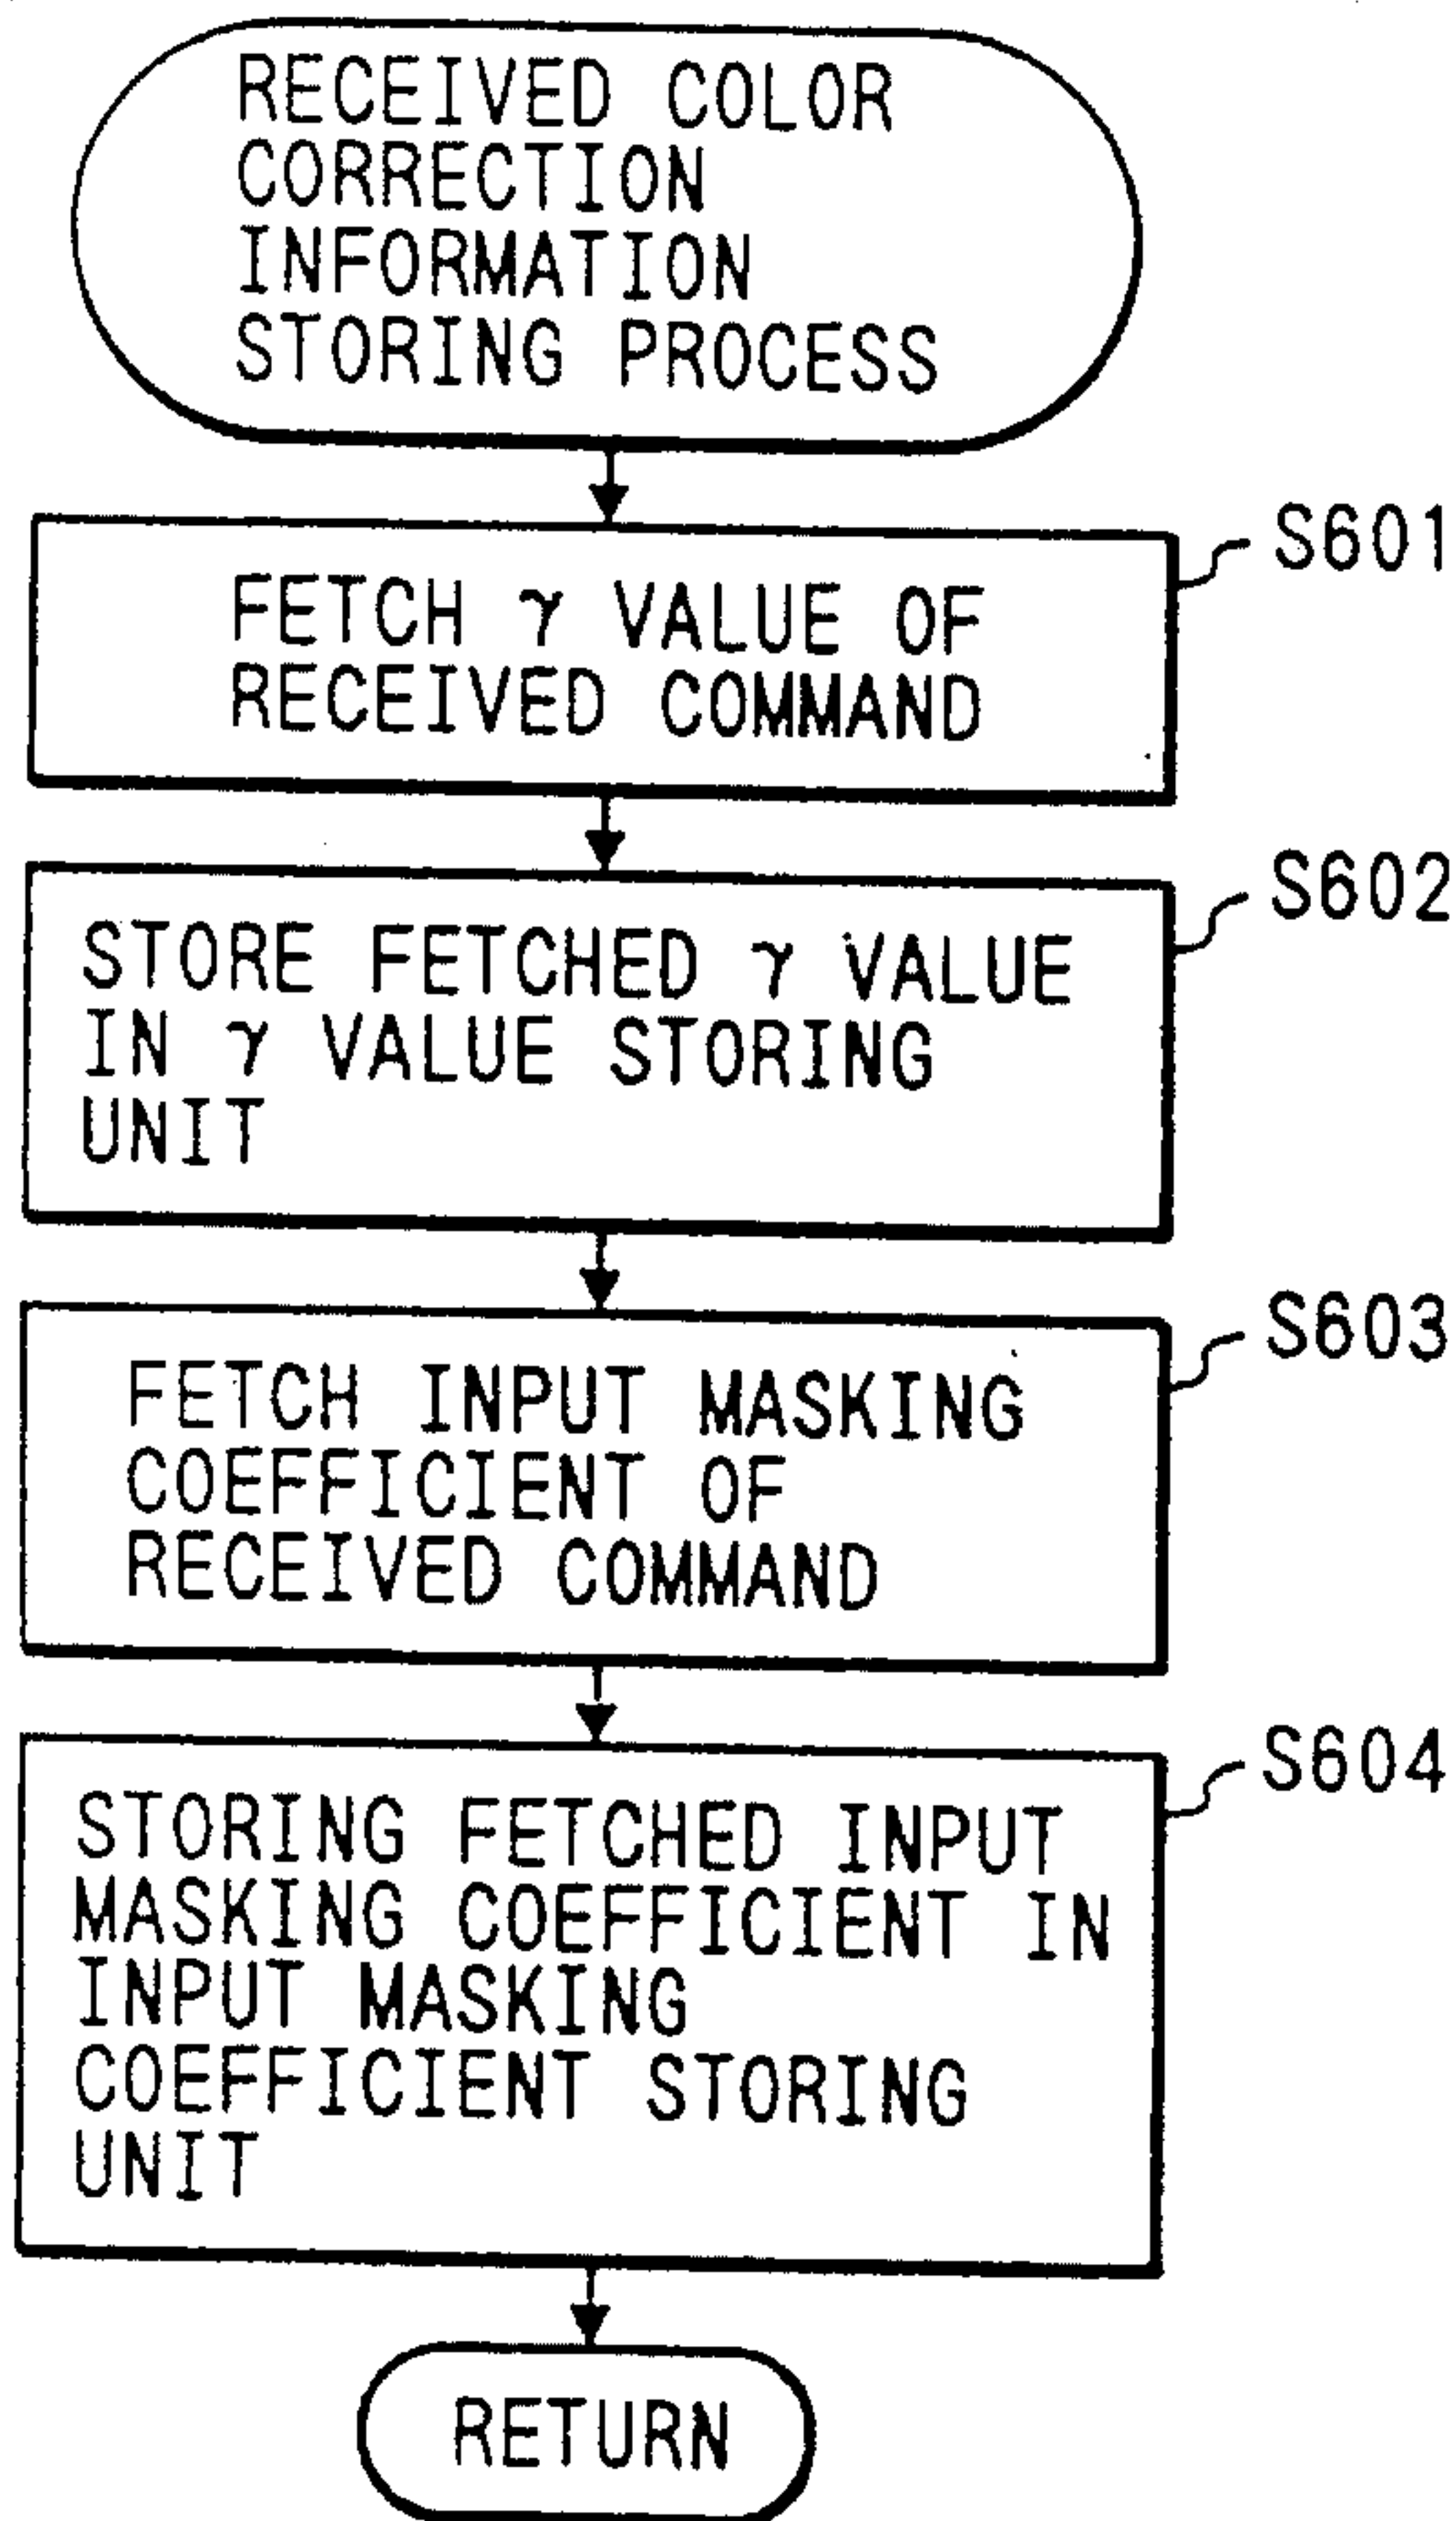 RECEIVED COLOR
CORRECTION
INFORMATION
STORING PROCESS
S601
FETCH γ VALUE OF
RECEIVED COMMAND
S602
STORE FETCHED γ VALUE
IN γ VALUE STORING
UNIT
S603
FETCH INPUT MASKING
COEFFICIENT OF
RECEIVED COMMAND
S604
STORING FETCHED INPUT
MASKING COEFFICIENT IN
INPUT MASKING
COEFFICIENT STORING
UNIT
RETURN